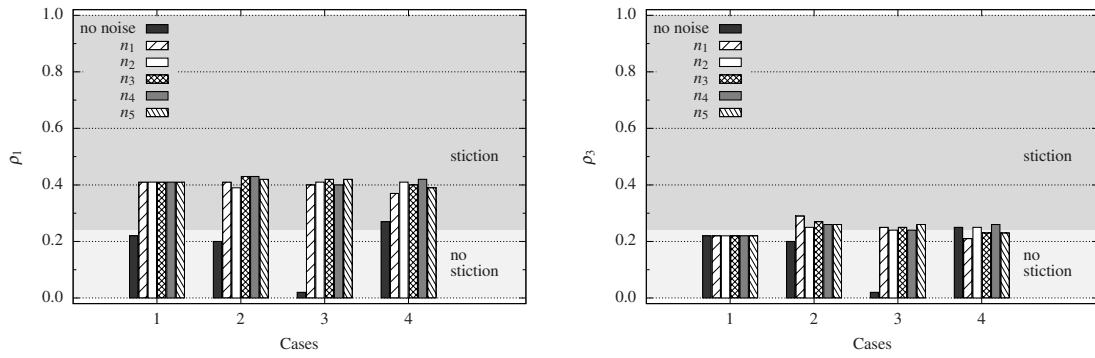 1.0
0.8
0.6
0.4
0.2
0.0
ρ1
no noise
n1
n2
n3
n4
n5
stiction
no
stiction
1 2 3 4
Cases
1.0
0.8
0.6
0.4
0.2
0.0
ρ3
no noise
n1
n2
n3
n4
n5
stiction
no
stiction
1 2 3 4
Cases